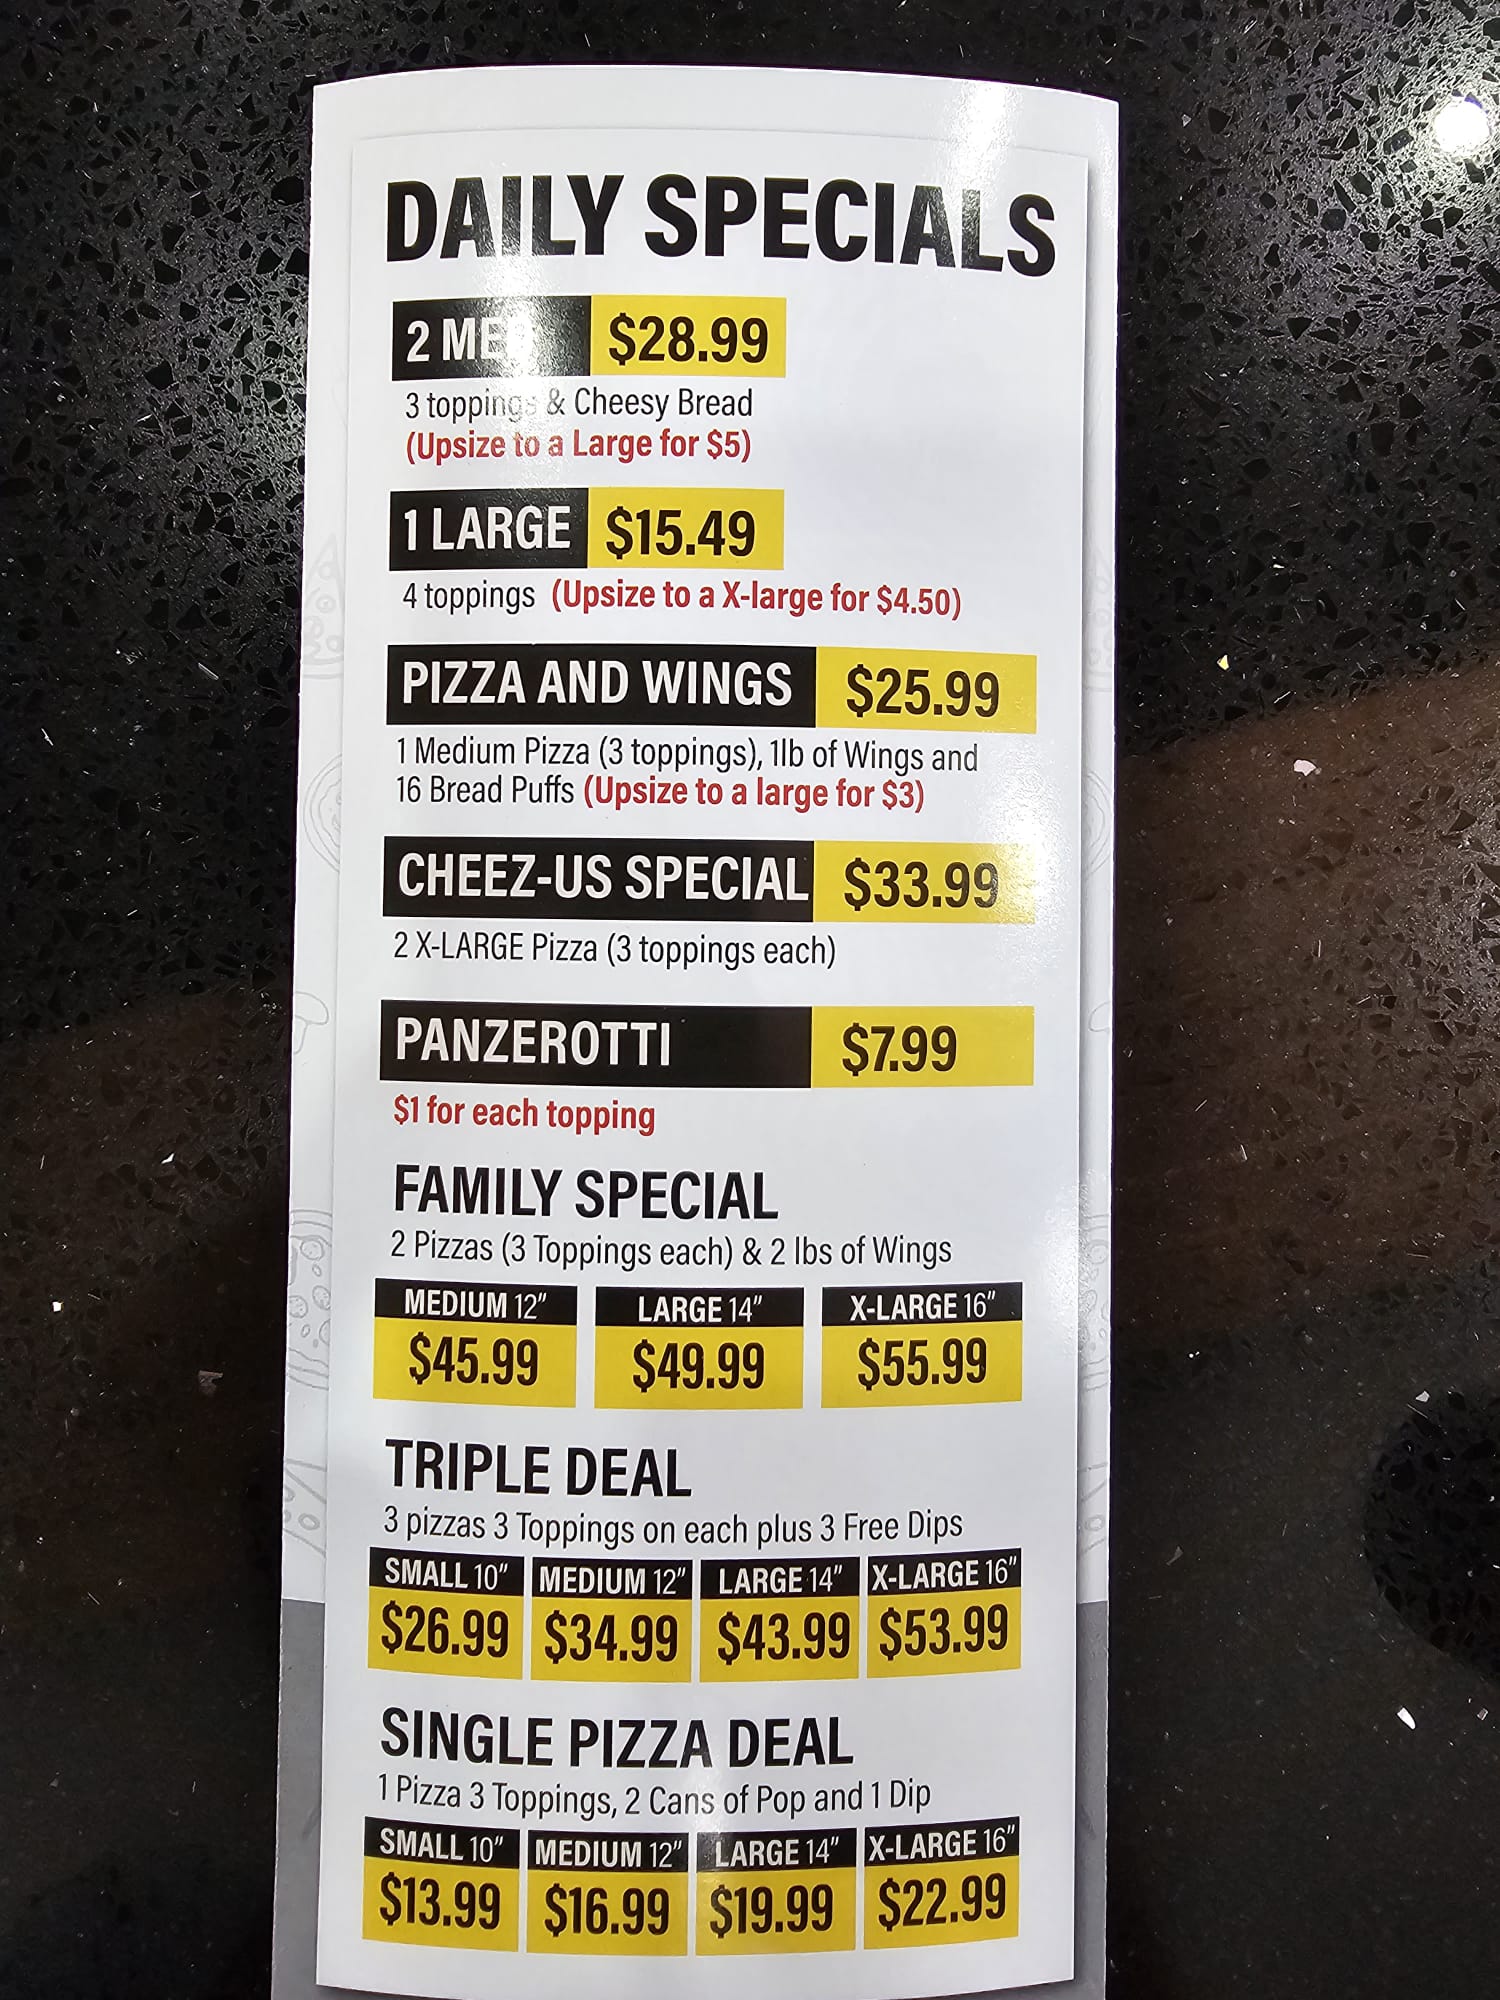 DAILY SPECIALS
2 $28.99
3 toppings & Cheesy Bread
(Upsize to a Large for $5)
1 LARGE $15.49
4 toppings (Upsize to a X-large for $4.50)
PIZZA AND WINGS $25.99
1 Medium Pizza (3 toppings), 1lb of Wings and
16 Bread Puffs (Upsize to a large for $3)
CHEEZ-US SPECIAL $33.99
2 X-LARGE Pizza (3 toppings each)
PANZEROTTI $7.99
$1 for each topping
FAMILY SPECIAL
2 Pizzas (3 Toppings each) & 2 lbs of Wings
MEDIUM 12" LARGE 14" X-LARGE 16"
$45.99 $49.99 $55.99
TRIPLE DEAL
3 pizzas 3 Toppings on each plus 3 Free Dips
SMALL 10" MEDIUM 12" LARGE 14" X-LARGE 16"
$26.99 $34.99 $43.99 $53.99
SINGLE PIZZA DEAL
1 Pizza 3 Toppings, 2 Cans of Pop and 1 Dip
SMALL 10" MEDIUM 12" LARGE 14" X-LARGE 16"
$13.99 $16.99 $19.99 $22.99